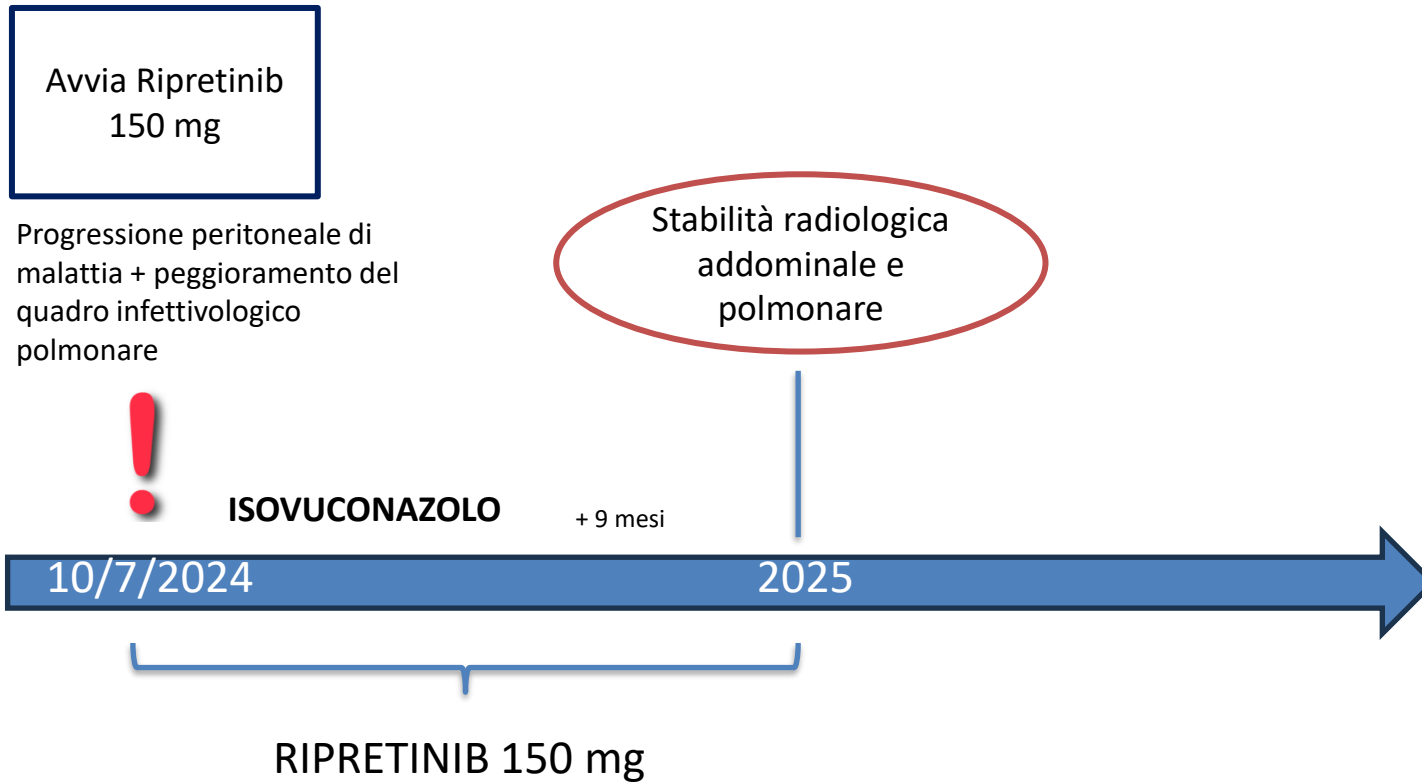 Avvia Ripretinib
150 mg
Progressione peritoneale di
malattia + peggioramento del
quadro infettivologico
polmonare
Stabilità radiologica
addominale e
polmonare
ISOVUCONAZOLO
+ 9 mesi
10/7/2024
2025
RIPRETINIB 150 mg